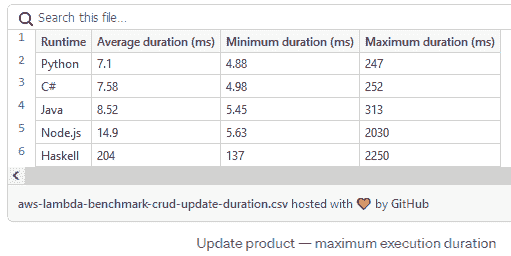 Search this file...
1 Runtime Average duration (ms) Minimum duration (ms) Maximum duration (ms)
2 Python 7.1 4.88 247
3 C# 7.58 4.98 252
4 Java 8.52 5.45 313
5 Node.js 14.9 5.63 2030
6 Haskell 204 137 2250
aws-lambda-benchmark-crud-update-duration.csv hosted with 🤎 by GitHub
Update product — maximum execution duration